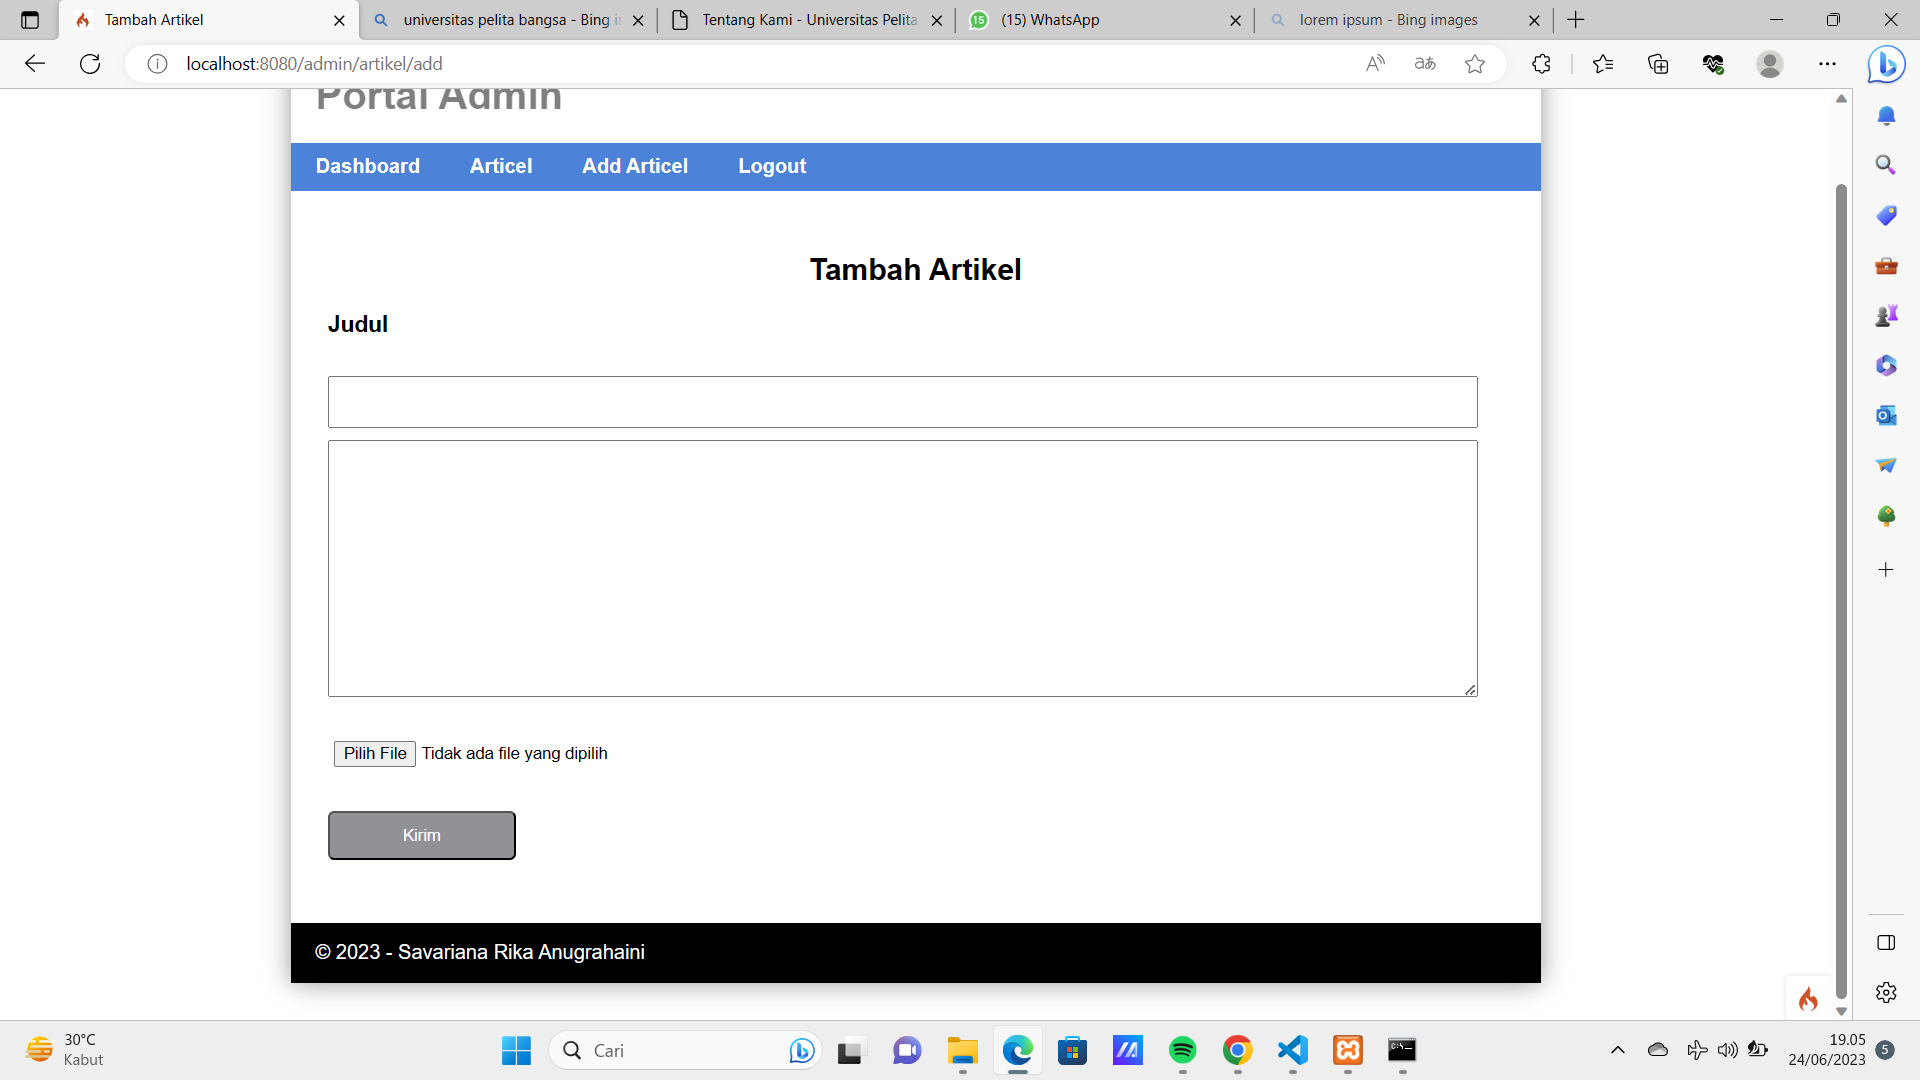 Tambah Artikel
universitas pelita bangsa - Bing i
Tentang Kami - Universitas Pelita
15
(15) WhatsApp
lorem ipsum - Bing images
localhost:8080/admin/artikel/add
Portal Admin
Dashboard Articel Add Articel Logout
Tambah Artikel
Judul
Pilih File Tidak ada file yang dipilih
Kirim
© 2023 - Savariana Rika Anugrahaini
30°C
Kabut
Cari
19.05
24/06/2023
5